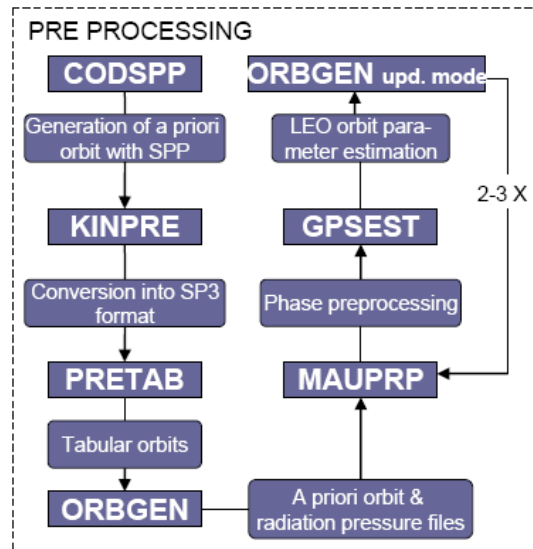 PRE PROCESSING
CODSPP
Generation of a priori
orbit with SPP
KINPRE
Conversion into SP3
format
PRETAB
Tabular orbits
ORBGEN
A priori orbit &
radiation pressure files
MAUPRP
Phase preprocessing
GPSEST
LEO orbit para-
meter estimation
ORBGEN upd. mode
2-3 X